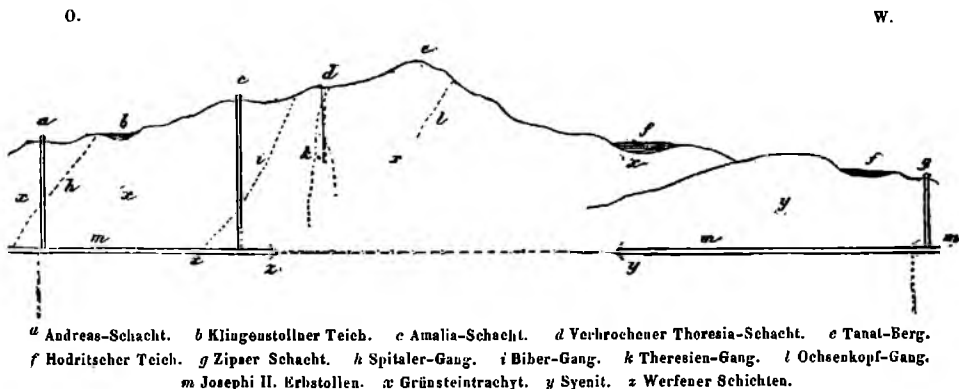 O. W.
e
c d
a b f f g
i k l x x
x h x y
m m m
x z y
a Andreas-Schacht. b Klingenstollner Teich. c Amalia-Schacht. d Verbrochener Theresia-Schacht. e Tanat-Berg.
f Hodritscher Teich. g Zipser Schacht. h Spitaler-Gang. i Biber-Gang. k Theresien-Gang. l Ochsenkopf-Gang.
m Josephi II. Erbstollen. x Grünsteintrachyt. y Syenit. z Werfener Schichten.